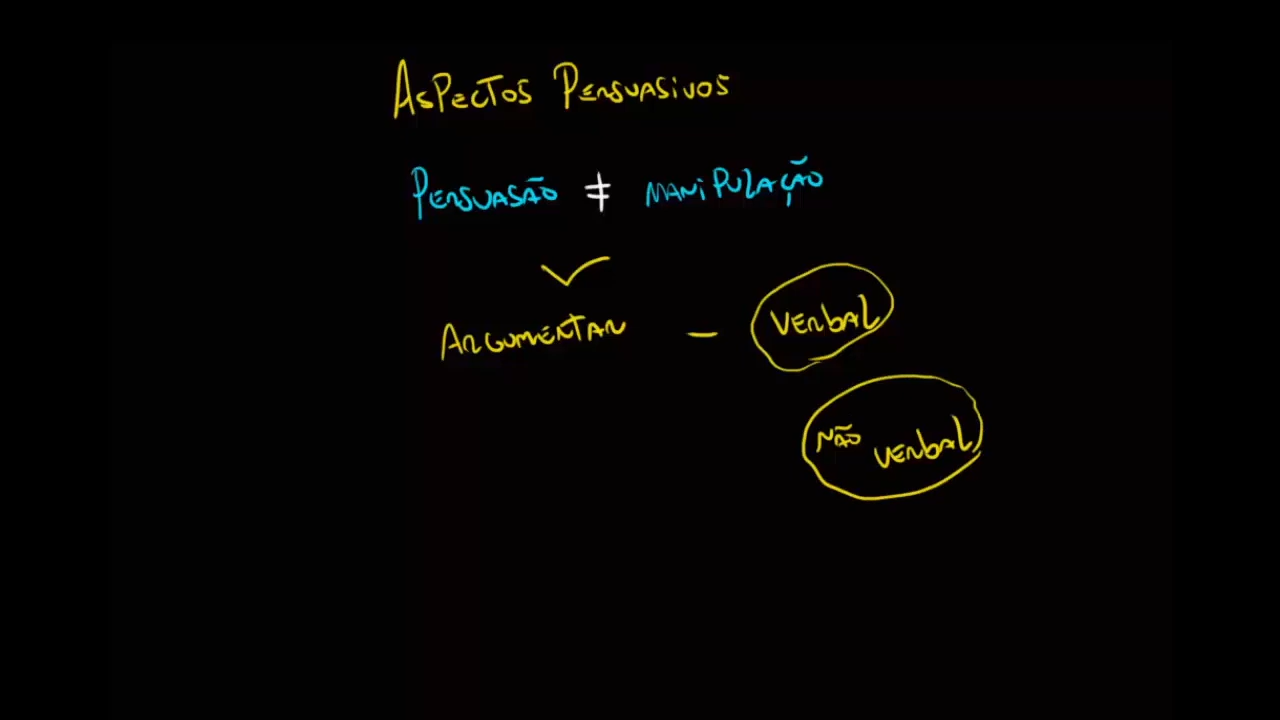 ASPECTOS PERSUASIVOS
PERSUASÃO ≠ MANIPULAÇÃO
ARGUMENTAR - VERBAL
NÃO VERBAL